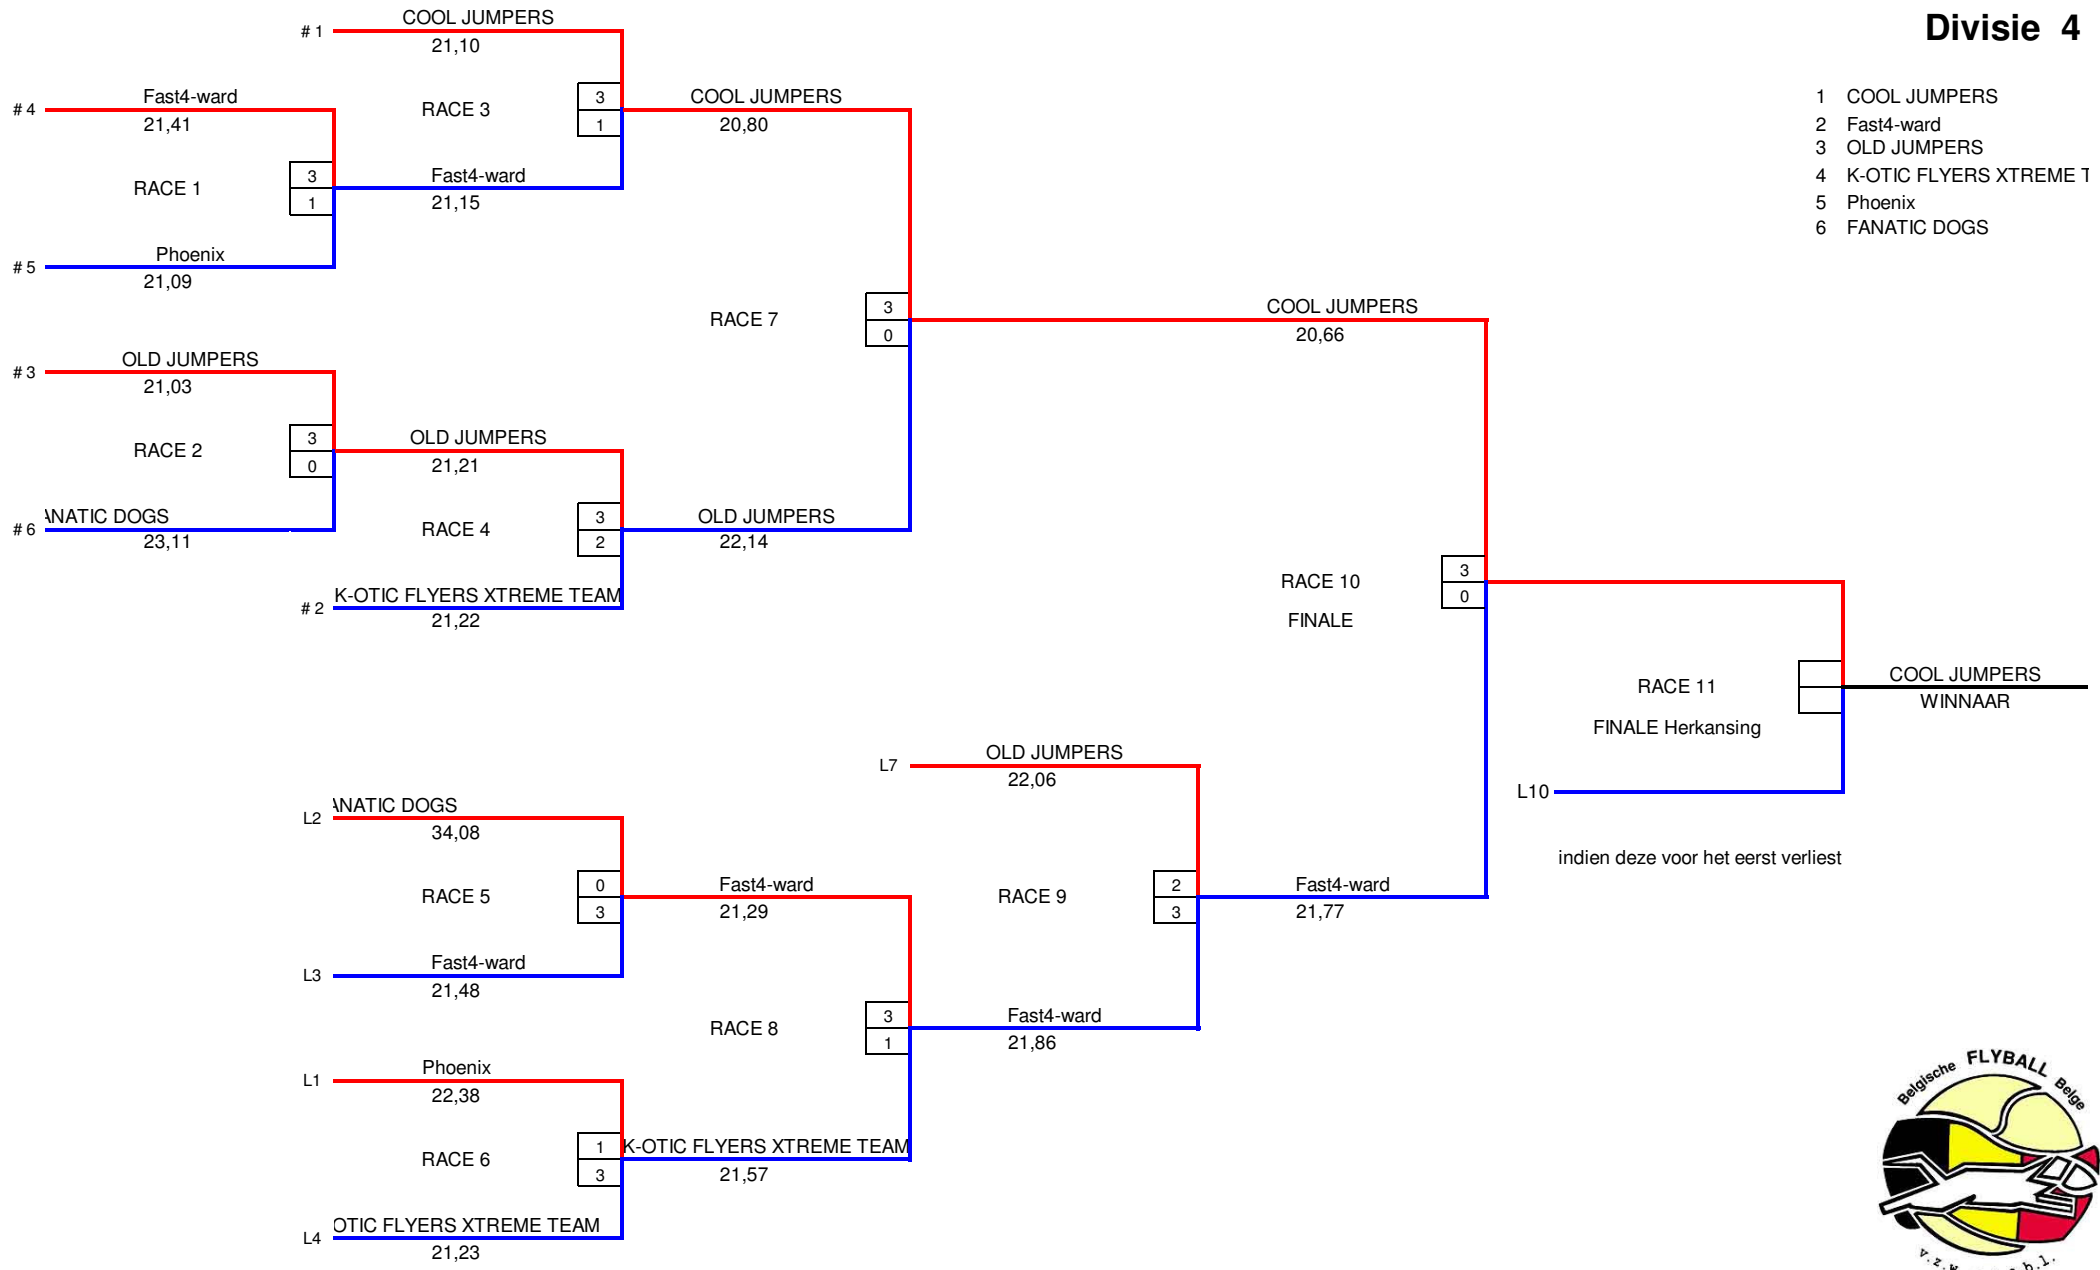 Divisie 4
1 COOL JUMPERS
2 Fast4-ward
3 OLD JUMPERS
4 K-OTIC FLYERS XTREME T
5 Phoenix
6 FANATIC DOGS
# 1
COOL JUMPERS
21,10
# 4
Fast4-ward
21,41
RACE 3
3
1
COOL JUMPERS
20,80
RACE 1
3
1
Fast4-ward
21,15
# 5
Phoenix
21,09
RACE 7
3
0
COOL JUMPERS
20,66
# 3
OLD JUMPERS
21,03
RACE 2
3
0
OLD JUMPERS
21,21
# 6
ANATIC DOGS
23,11
RACE 4
3
2
OLD JUMPERS
22,14
# 2
K-OTIC FLYERS XTREME TEAM
21,22
RACE 10
FINALE
3
0
RACE 11
FINALE Herkansing
COOL JUMPERS
WINNAAR
L10
indien deze voor het eerst verliest
L7
OLD JUMPERS
22,06
L2
ANATIC DOGS
34,08
RACE 5
0
3
Fast4-ward
21,29
RACE 9
2
3
Fast4-ward
21,77
L3
Fast4-ward
21,48
RACE 8
3
1
Fast4-ward
21,86
L1
Phoenix
22,38
RACE 6
1
3
K-OTIC FLYERS XTREME TEAM
21,57
L4
OTIC FLYERS XTREME TEAM
21,23
Belgische FLYBALL Belge